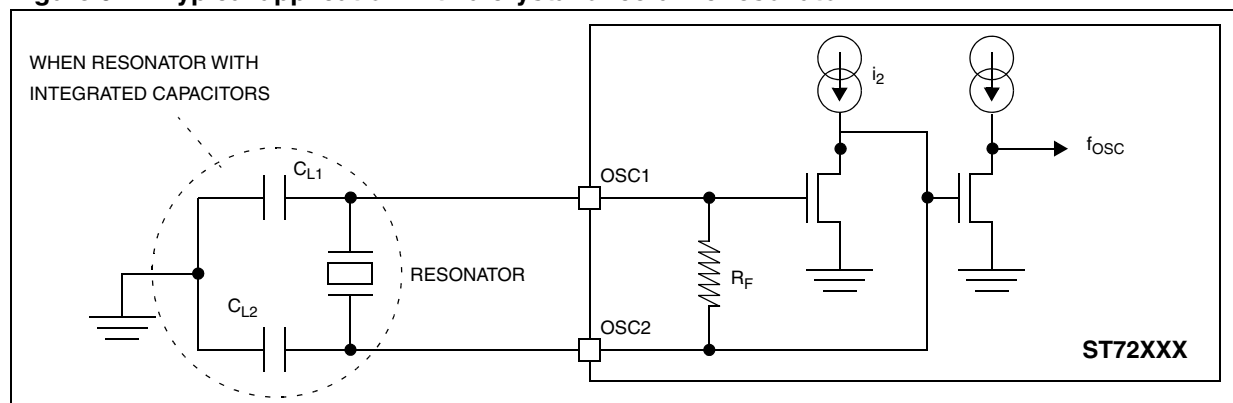 WHEN RESONATOR WITH
INTEGRATED CAPACITORS
CL1
CL2
RESONATOR
OSC1
OSC2
RF
i2
fOSC
ST72XXX